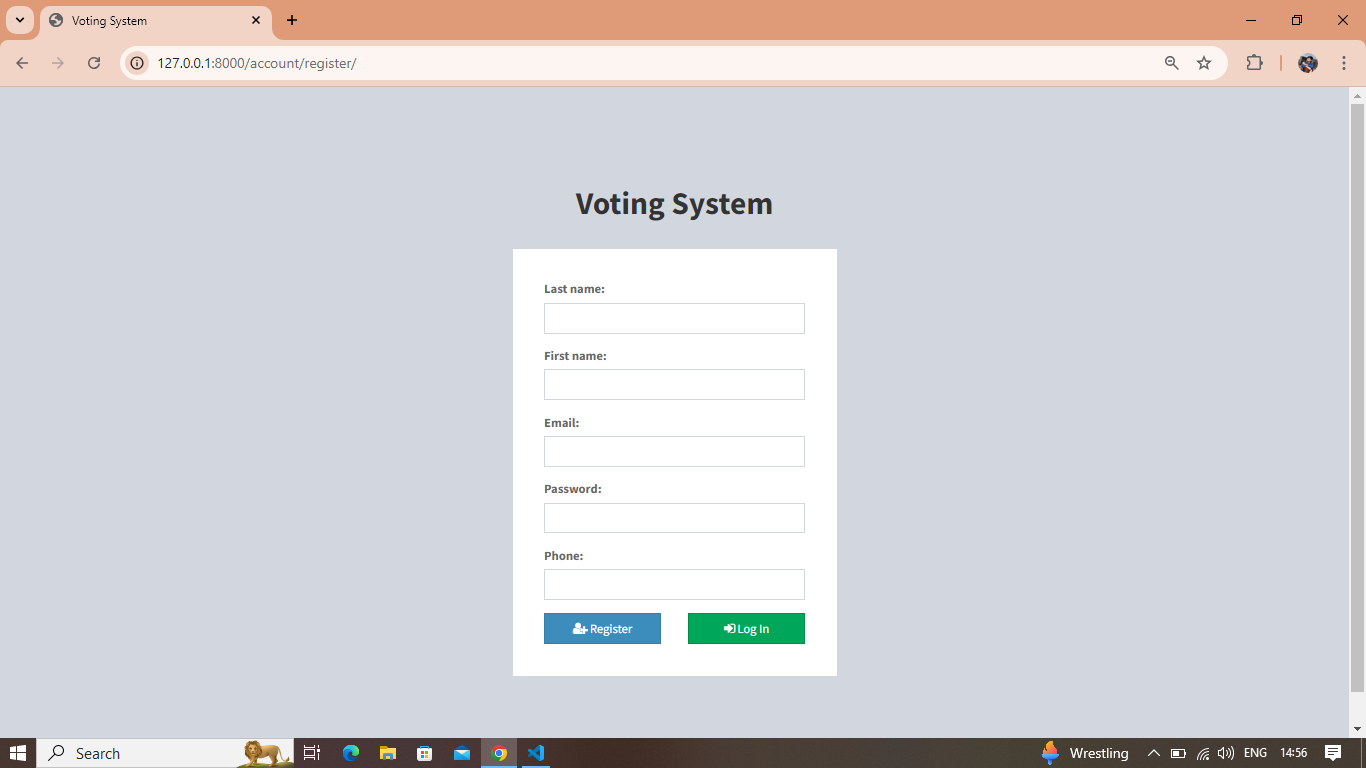 Voting System
127.0.0.1:8000/account/register/
Voting System
Last name:
First name:
Email:
Password:
Phone:
Register
Log In
Search
Wrestling
ENG
14:56